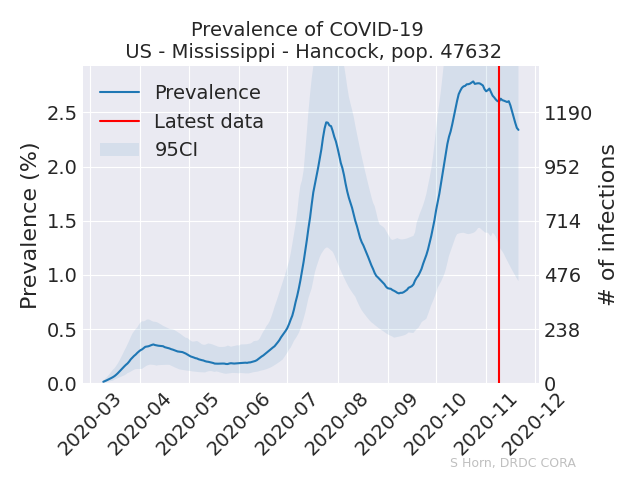 Prevalence of COVID-19
US - Mississippi - Hancock, pop. 47632
Prevalence
Latest data
95CI
Prevalence (%)
2.5
2.0
1.5
1.0
0.5
0.0
1190
952
714
476
238
0
# of infections
2020-03
2020-04
2020-05
2020-06
2020-07
2020-08
2020-09
2020-10
2020-11
2020-12
S Horn, DRDC CORA